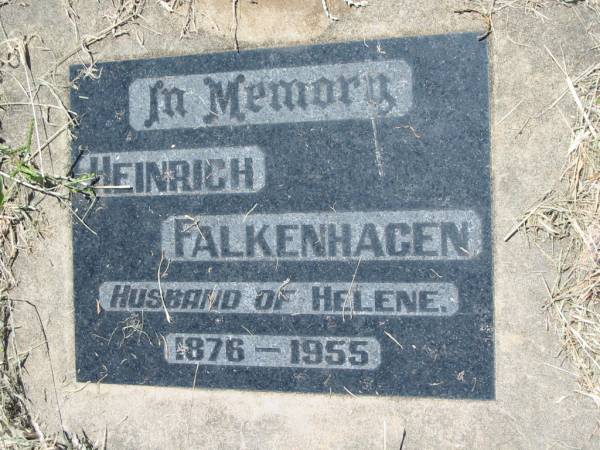 In Memory
HEINRICH
FALKENHAGEN
HUSBAND OF HELENE.
1876 – 1955